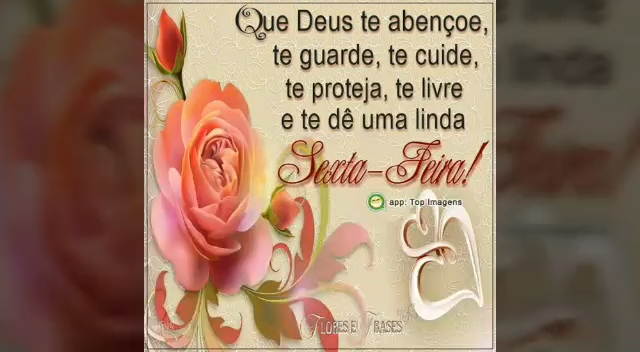 Que Deus te abençoe,
te guarde, te cuide,
te proteja, te livre
e te dê uma linda
Sexta-Feira!
app: Top Imagens
FLORES E FRASES
linda